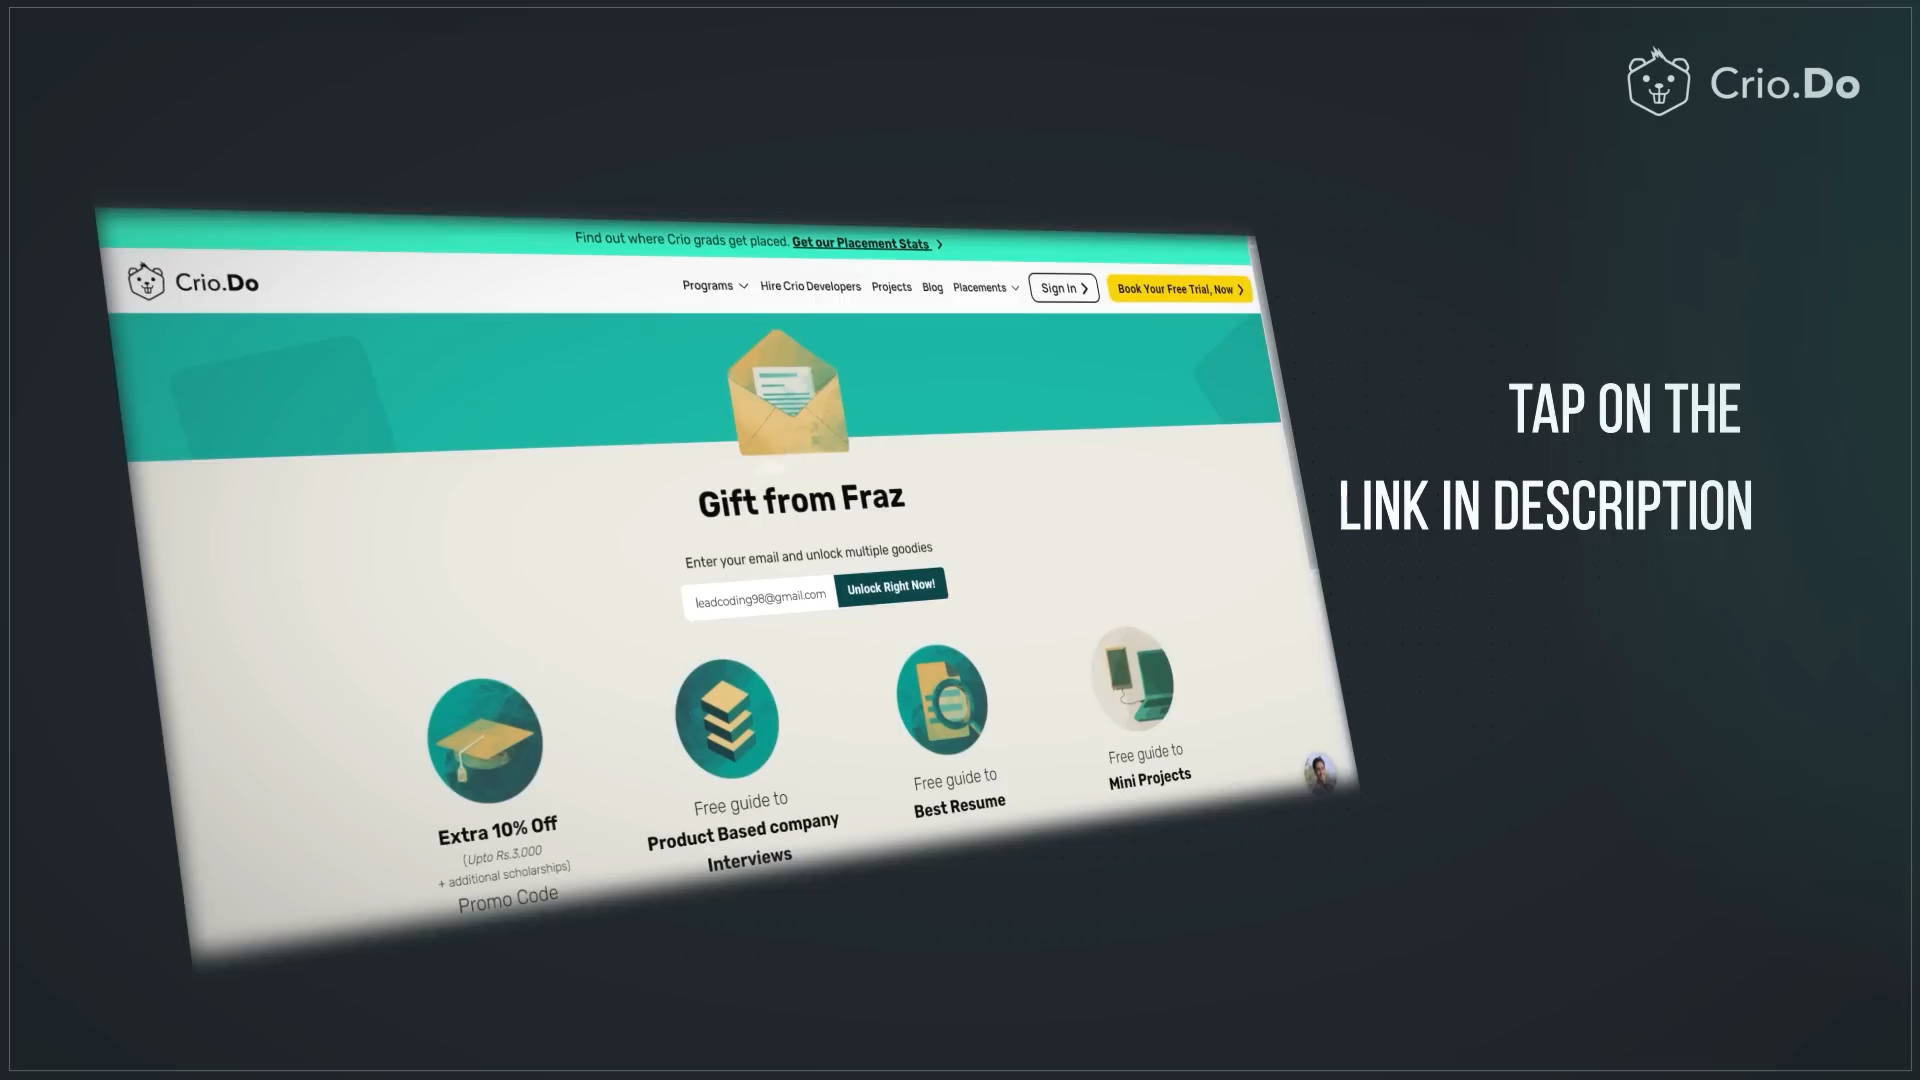 Crio.Do
Find out where Crio grads get placed. Get our Placement Stats >
Crio.Do
Programs Hire Crio Developers Projects Blog Placements Sign In > Book Your Free Trial, Now >
TAP ON THE
LINK IN DESCRIPTION
Gift from Fraz
Enter your email and unlock multiple goodies
leadcoding98@gmail.com Unlock Right Now!
Extra 10% Off
(Upto Rs.3,000
+ additional scholarships)
Promo Code
Free guide to
Product Based company
Interviews
Free guide to
Best Resume
Free guide to
Mini Projects